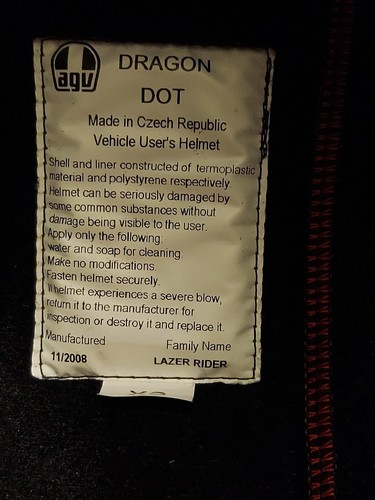 agv
DRAGON
DOT
Made in Czech Republic
Vehicle User's Helmet
Shell and liner constructed of termoplastic
material and polystyrene respectively
Helmet can be seriously damaged by
some common substances without
damage being visible to the user.
Apply only the following:
water and soap for cleaning.
Make no modifications.
Fasten helmet securely.
If helmet experiences a severe blow,
return it to the manufacturer for
inspection or destroy it and replace it.
Manufactured Family Name
11/2008 LAZER RIDER